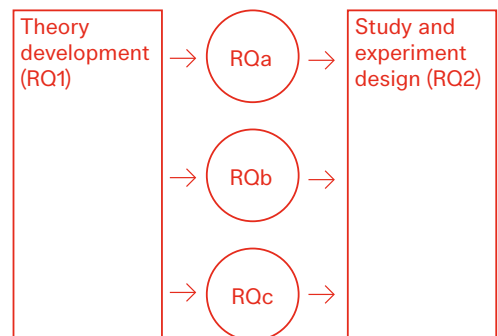 Theory
development
(RQ1)
RQa
RQb
RQc
Study and
experiment
design (RQ2)